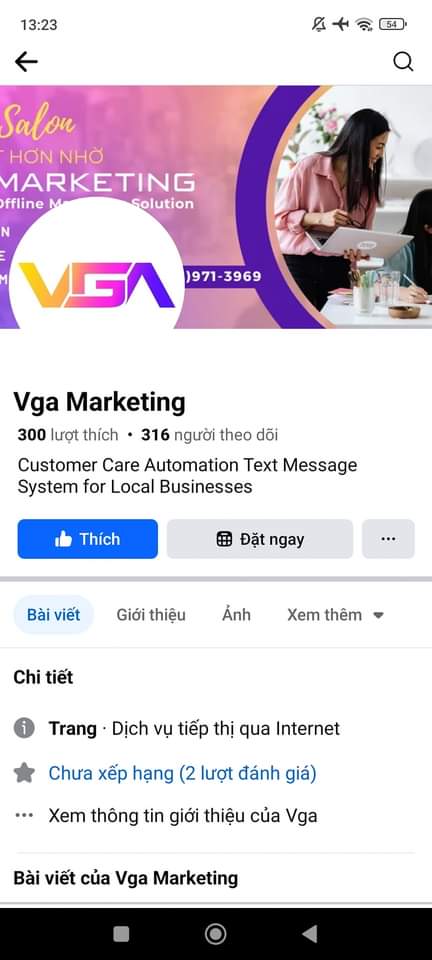 13:23
54
Salon
T HƠN NHỜ
MARKETING
Offline Solution
N
E
M
VGA
)971-3969
Vga Marketing
300 lượt thích • 316 người theo dõi
Customer Care Automation Text Message
System for Local Businesses
Thích
Đặt ngay
Bài viết
Giới thiệu
Ảnh
Xem thêm
Chi tiết
Trang · Dịch vụ tiếp thị qua Internet
Chưa xếp hạng (2 lượt đánh giá)
Xem thông tin giới thiệu của Vga
Bài viết của Vga Marketing